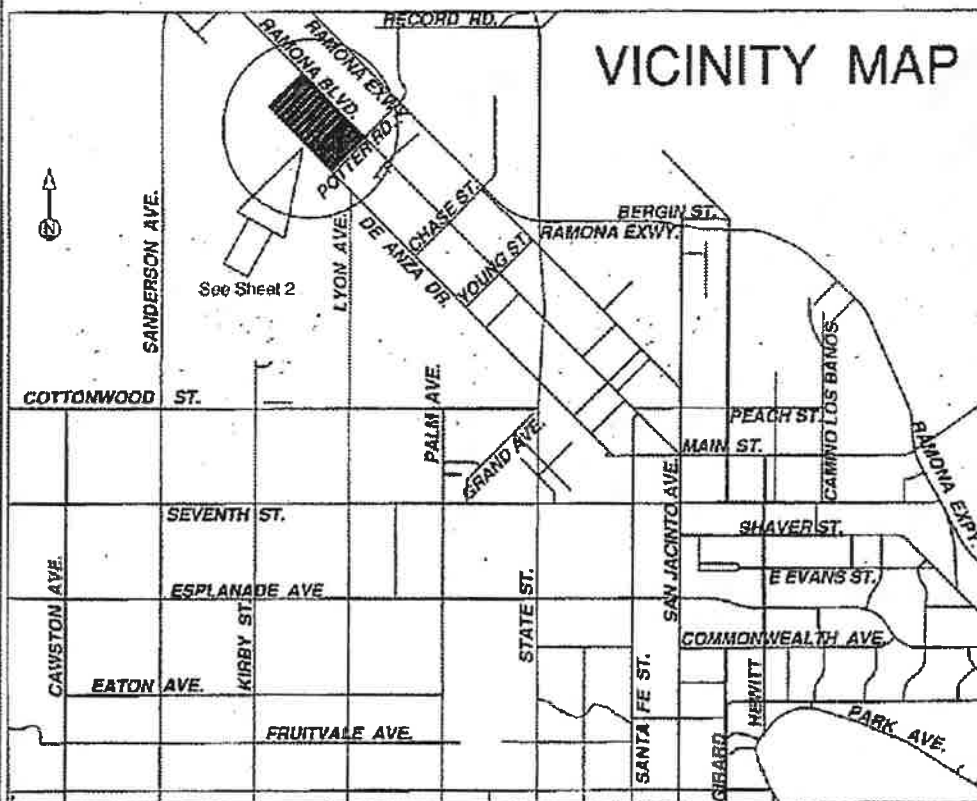 RECORD RD.
VICINITY MAP
RAMONA BLVD.
RAMONA EXWY.
POTTER RD.
SANDERSON AVE.
N
See Sheet 2
LYON AVE.
DE ANZA DR.
CHASE ST.
YOUNG ST.
BERGIN ST.
RAMONA EXWY.
COTTONWOOD ST.
PALM AVE.
GRAND AVE.
PEACH ST.
CAMINO LOS BANOS
MAIN ST.
RAMONA EXPY.
SEVENTH ST.
SAN JACINTO AVE.
SHAVER ST.
E EVANS ST.
CAWSTON AVE.
ESPLANADE AVE
KIRBY ST.
STATE ST.
COMMONWEALTH AVE.
EATON AVE.
SANTA FE ST.
HEWITT
PARK AVE.
FRUITVALE AVE.
GIRARD